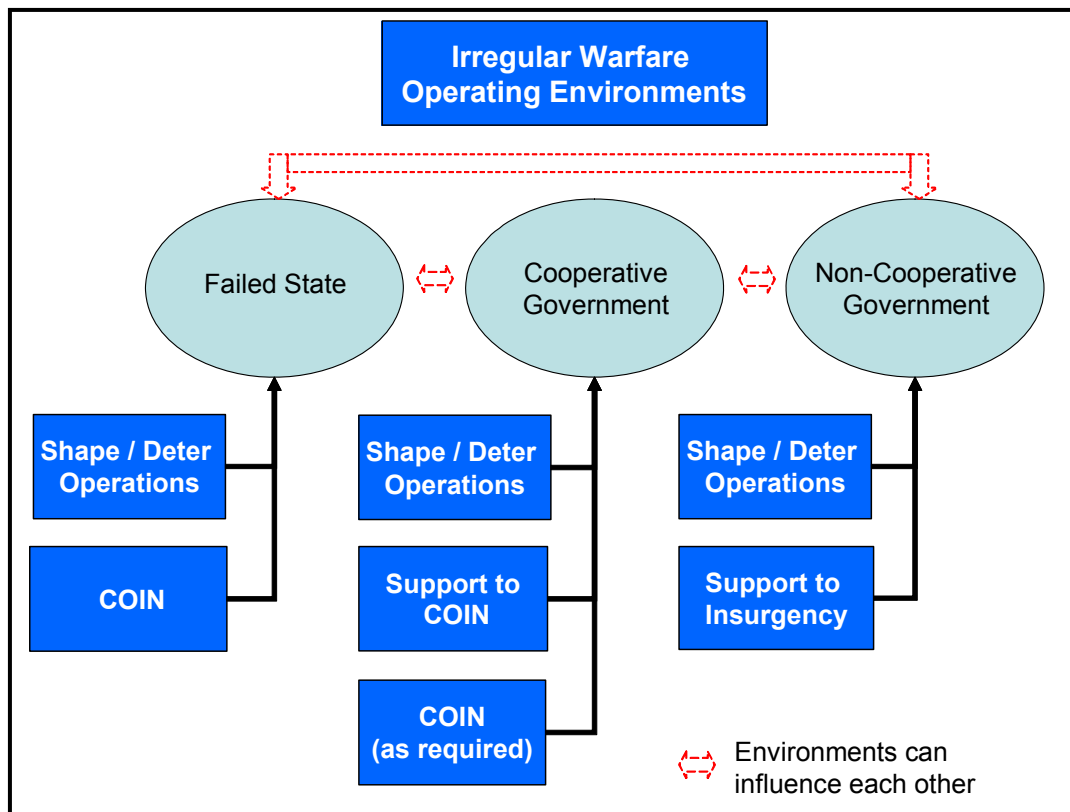 Irregular Warfare
Operating Environments
Failed State
Cooperative
Government
Non-Cooperative
Government
Shape / Deter
Operations
COIN
Shape / Deter
Operations
Support to
COIN
COIN
(as required)
Shape / Deter
Operations
Support to
Insurgency
Environments can
influence each other